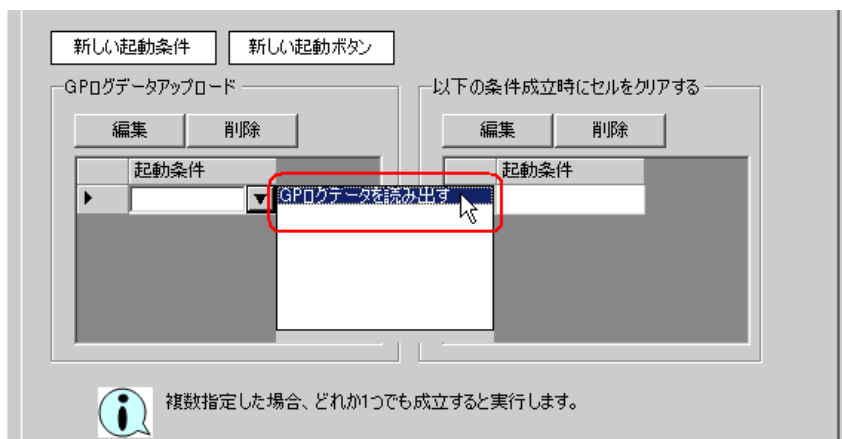 新しい起動条件 新しい起動ボタン
GPログデータアップロード 以下の条件成立時にセルをクリアする
編集 削除 編集 削除
起動条件 起動条件
GPログデータを読み出す
複数指定した場合、どれか1つでも成立すると実行します。